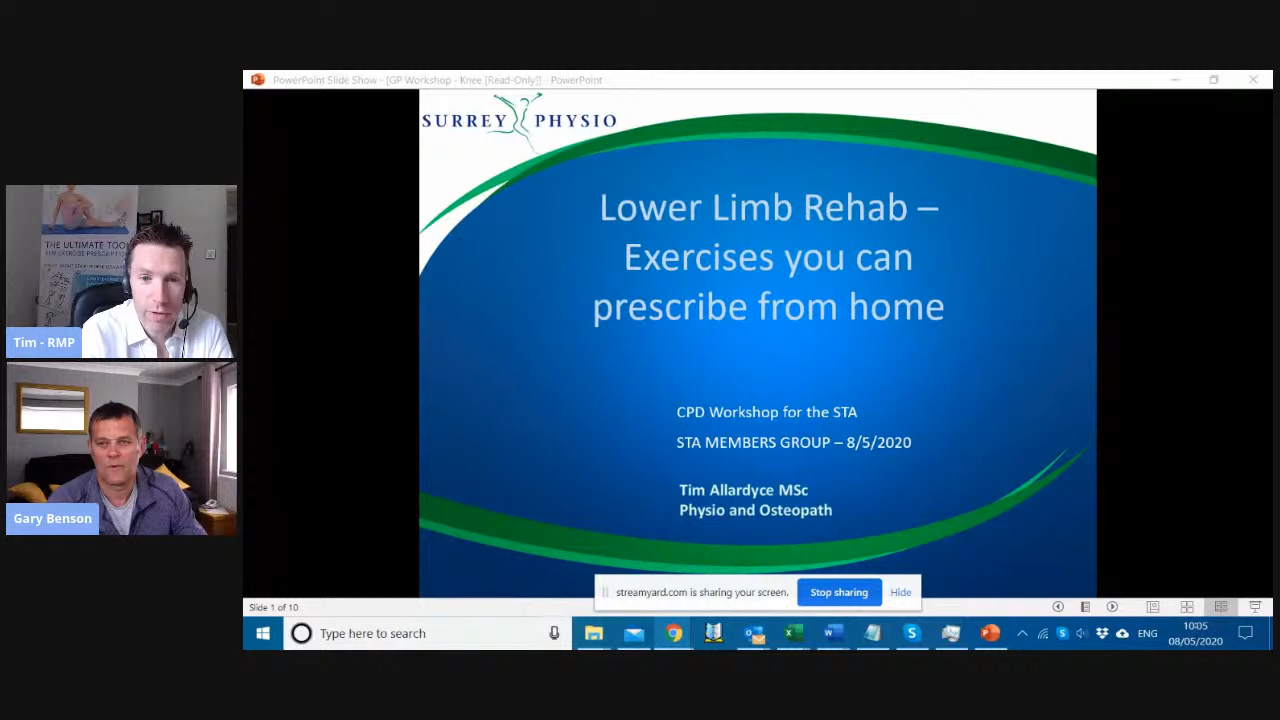 PowerPoint Slide Show - [GP Workshop - Knee [Read-Only]] - PowerPoint
SURREY PHYSIO
Lower Limb Rehab –
Exercises you can
prescribe from home
CPD Workshop for the STA
STA MEMBERS GROUP – 8/5/2020
Tim Allardyce MSc
Physio and Osteopath
THE ULTIMATE
Tim - RMP
Gary Benson
streamyard.com is sharing your screen.
Stop sharing
Hide
Slide 1 of 10
Type here to search
ENG
10:05
08/05/2020